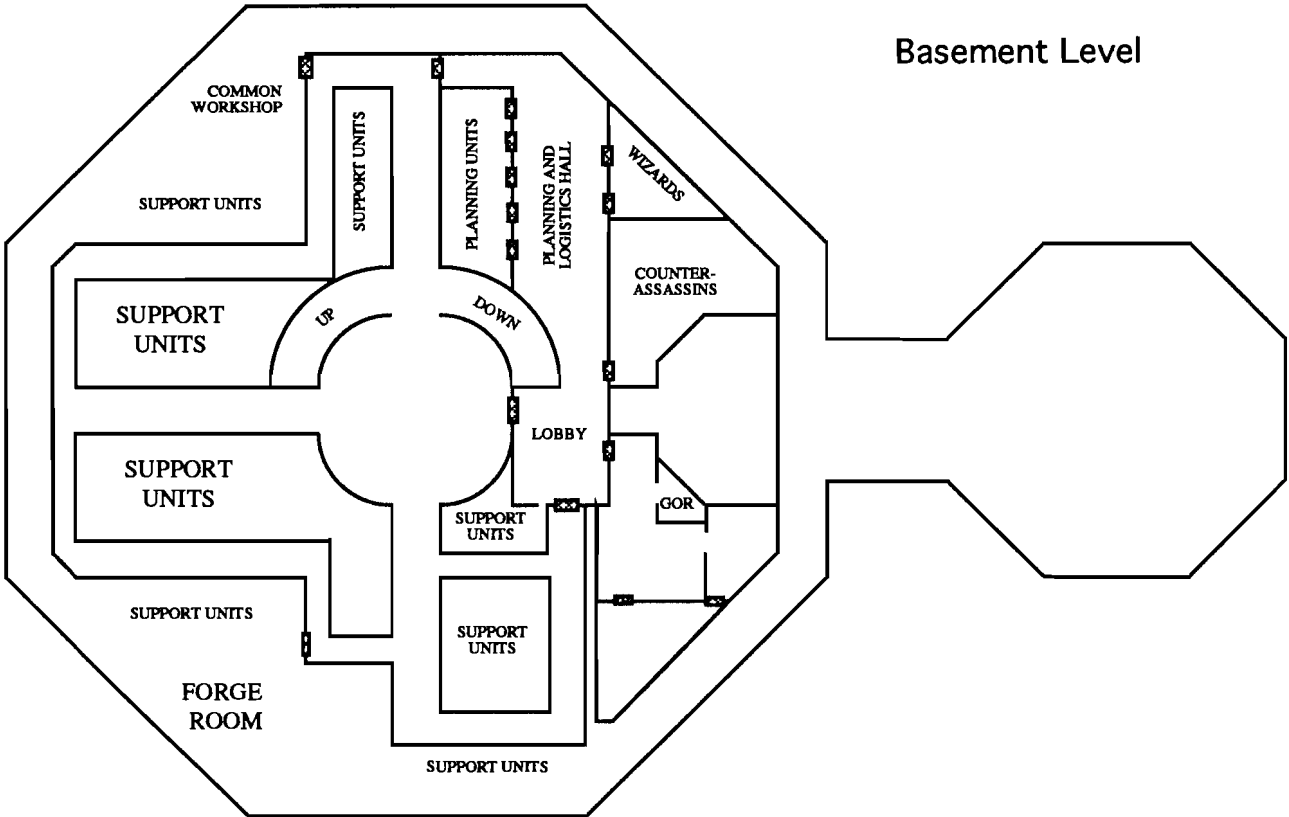 Basement Level
COMMON
WORKSHOP
SUPPORT UNITS
SUPPORT UNITS
PLANNING UNITS
PLANNING AND
LOGISTICS HALL
WIZARDS
COUNTER-
ASSASSINS
SUPPORT
UNITS
UP
DOWN
LOBBY
SUPPORT
UNITS
GOR
SUPPORT
UNITS
SUPPORT UNITS
SUPPORT
UNITS
FORGE
ROOM
SUPPORT UNITS